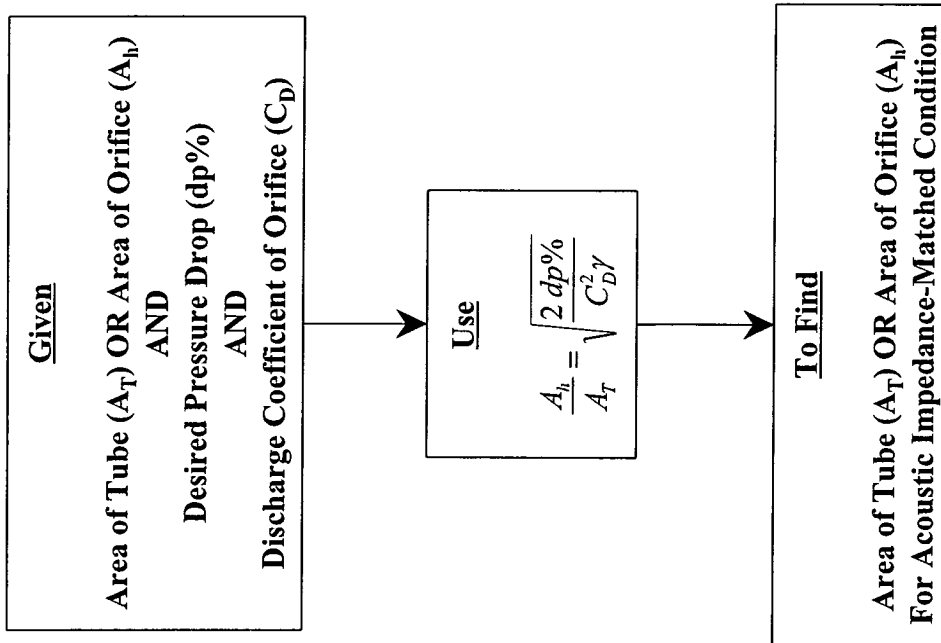 Given
Area of Tube (A_T) OR Area of Orifice (A_h)
AND
Desired Pressure Drop (dp%)
AND
Discharge Coefficient of Orifice (C_D)
Use
A_h / A_T = √(2 dp% / C_D^2 γ)
To Find
Area of Tube (A_T) OR Area of Orifice (A_h)
For Acoustic Impedance-Matched Condition